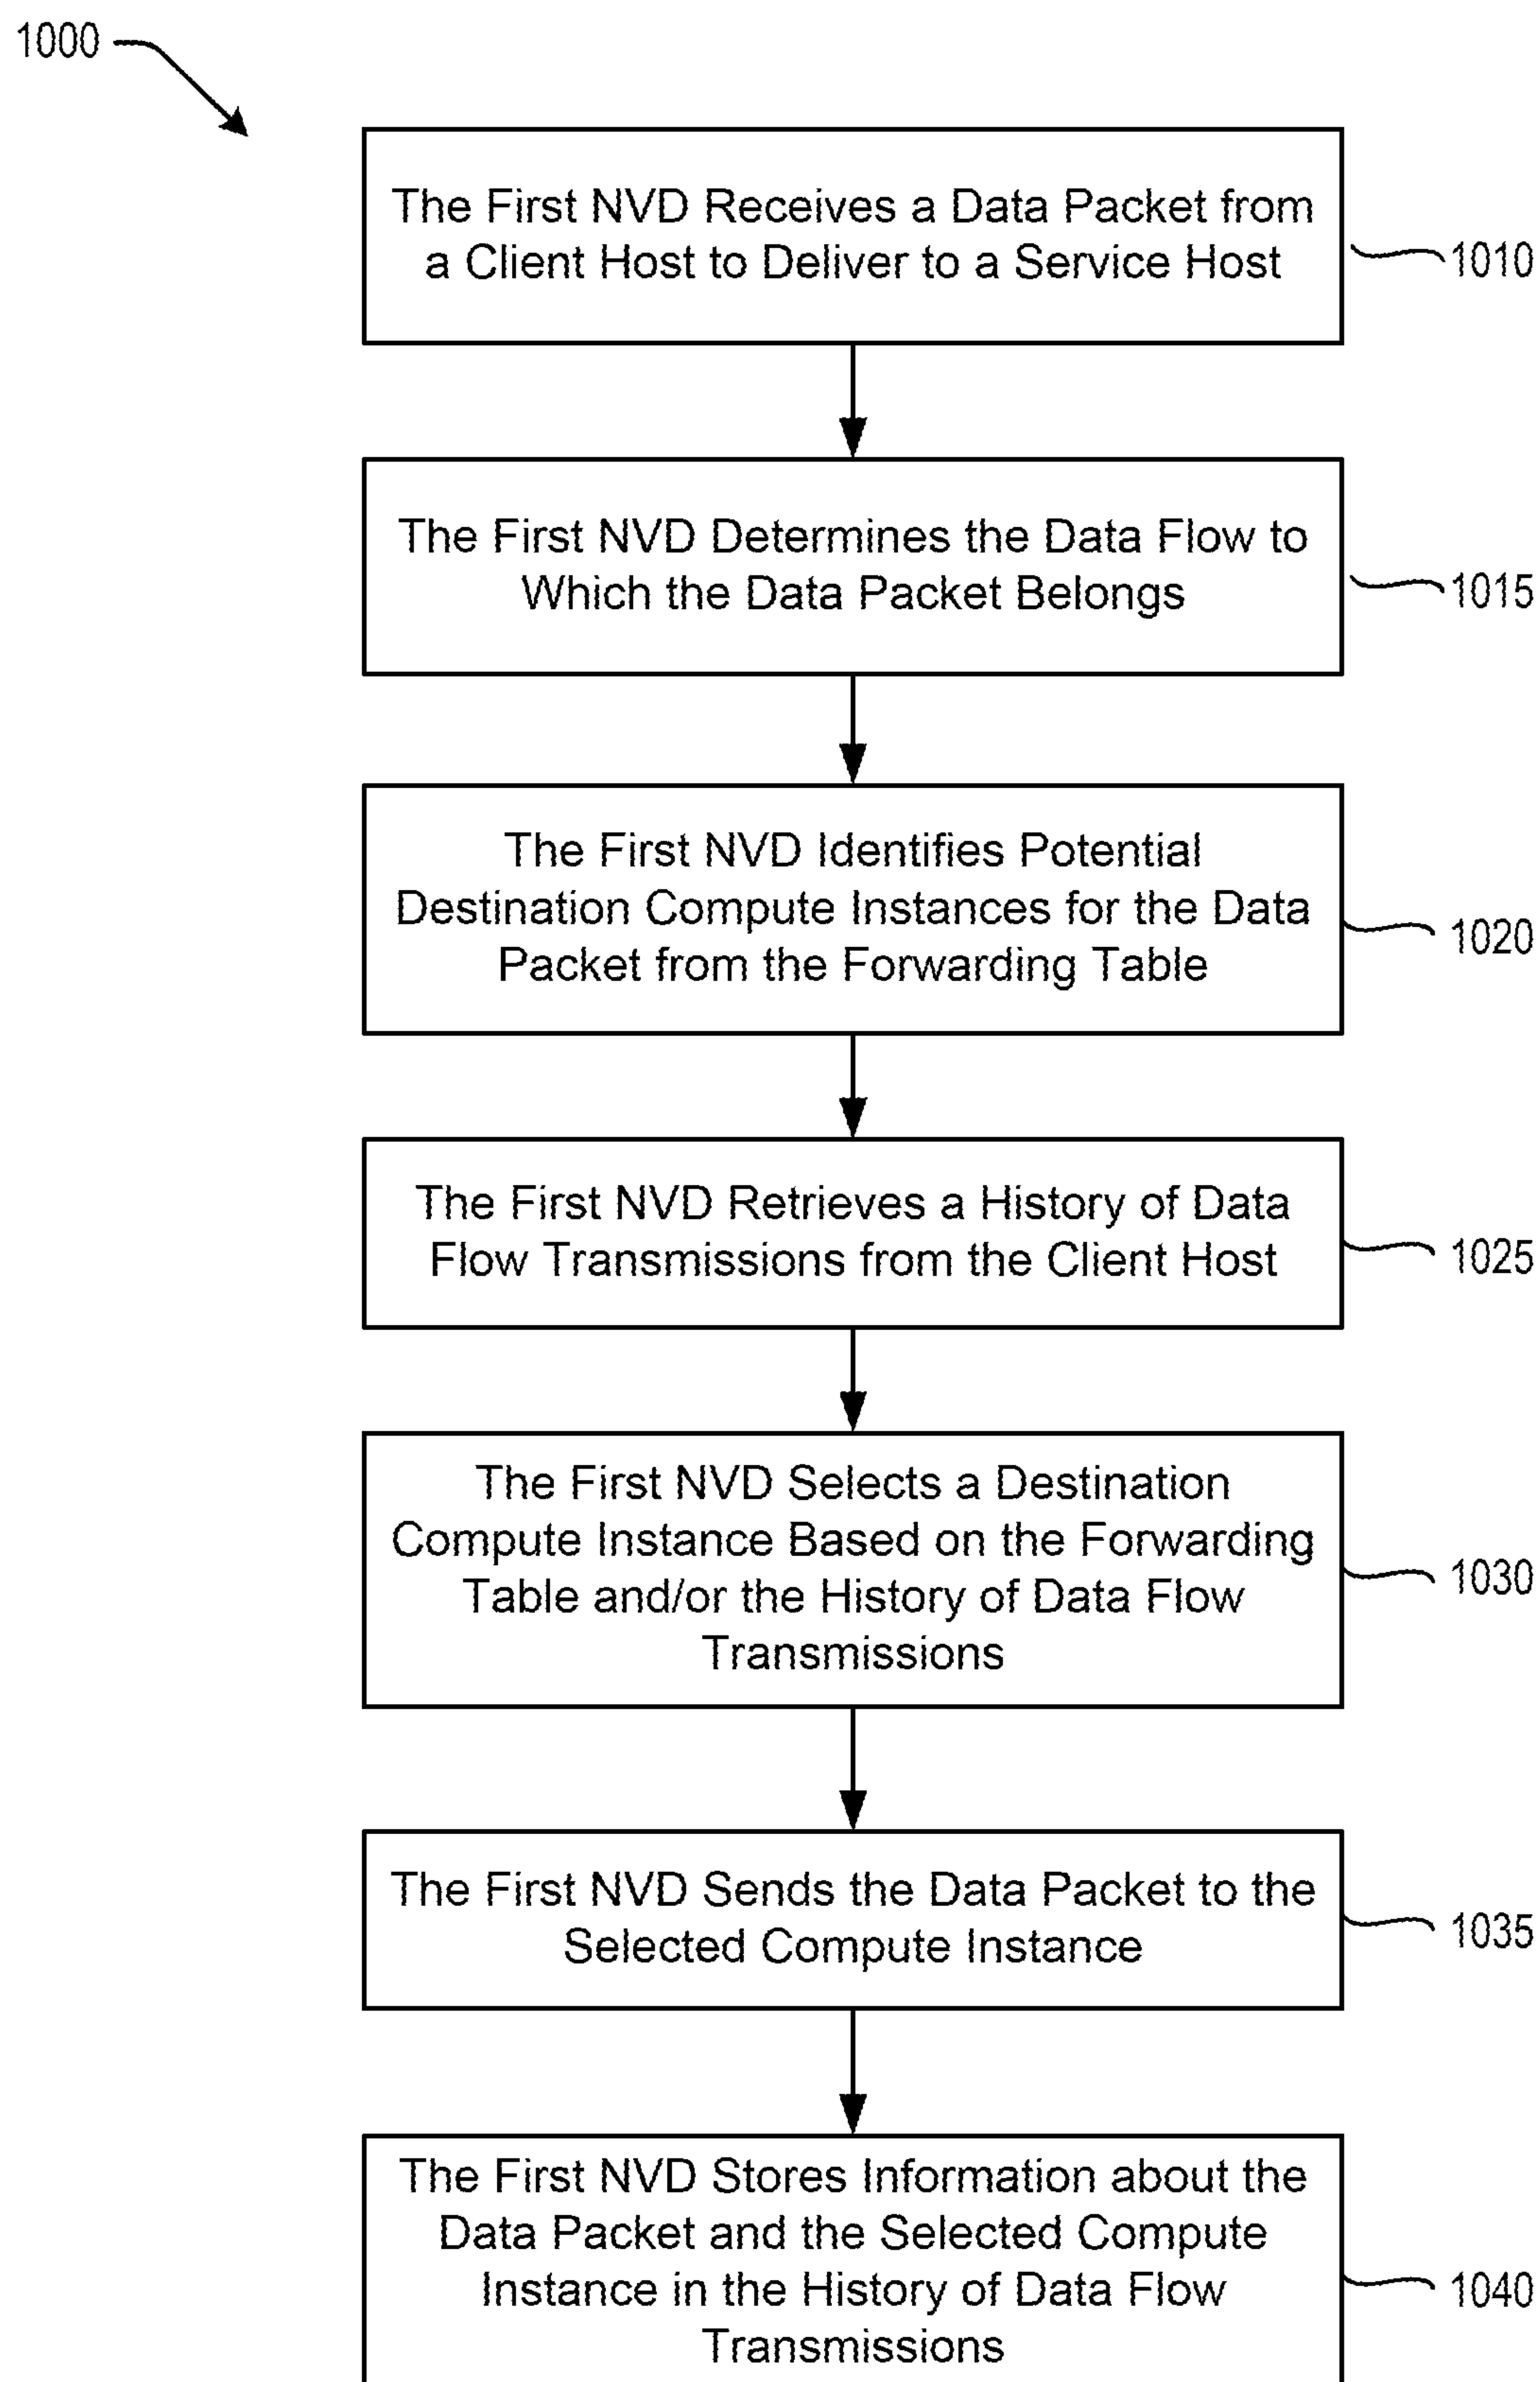 1000
The First NVD Receives a Data Packet from
a Client Host to Deliver to a Service Host
1010
The First NVD Determines the Data Flow to
Which the Data Packet Belongs
1015
The First NVD Identifies Potential
Destination Compute Instances for the Data
Packet from the Forwarding Table
1020
The First NVD Retrieves a History of Data
Flow Transmissions from the Client Host
1025
The First NVD Selects a Destination
Compute Instance Based on the Forwarding
Table and/or the History of Data Flow
Transmissions
1030
The First NVD Sends the Data Packet to the
Selected Compute Instance
1035
The First NVD Stores Information about the
Data Packet and the Selected Compute
Instance in the History of Data Flow
Transmissions
1040